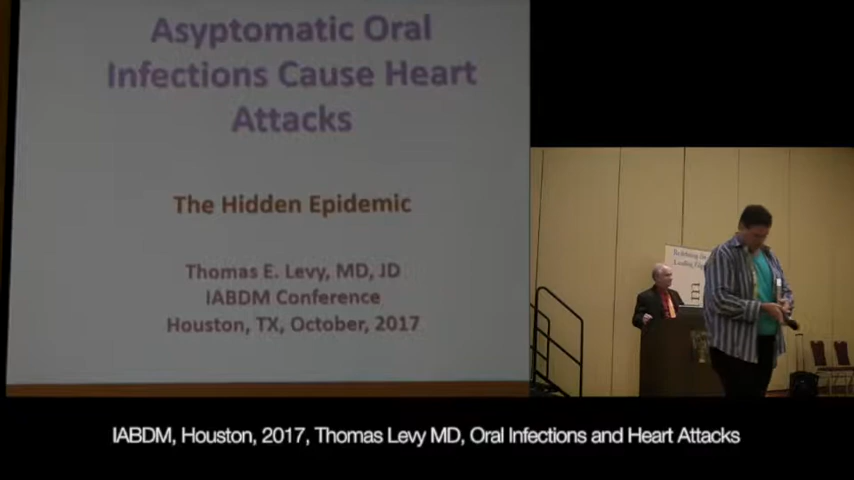 Asyptomatic Oral
Infections Cause Heart
Attacks
The Hidden Epidemic
Thomas E. Levy, MD, JD
IABDM Conference
Houston, TX, October, 2017
IABDM, Houston, 2017, Thomas Levy MD, Oral Infections and Heart Attacks